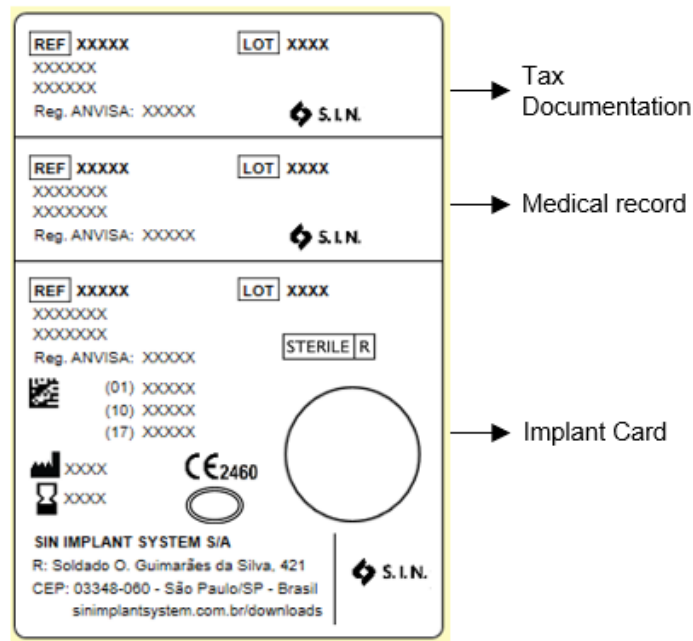 REF XXXXX LOT XXXX
XXXXXX
XXXXXX
Reg. ANVISA: XXXXX S.I.N.
Tax
Documentation
REF XXXXX LOT XXXX
XXXXXXX
XXXXXXX
Reg. ANVISA: XXXXX S.I.N.
Medical record
REF XXXXX LOT XXXX
XXXXXXX
XXXXXXX
Reg. ANVISA: XXXXX
STERILE R
(01) XXXXX
(10) XXXXX
(17) XXXXX
Implant Card
XXXX
CE2460
XXXX
SIN IMPLANT SYSTEM S/A
R: Soldado O. Guimarães da Silva, 421
CEP: 03348-060 - São Paulo/SP - Brasil
sinimplantsystem.com.br/downloads
S.I.N.